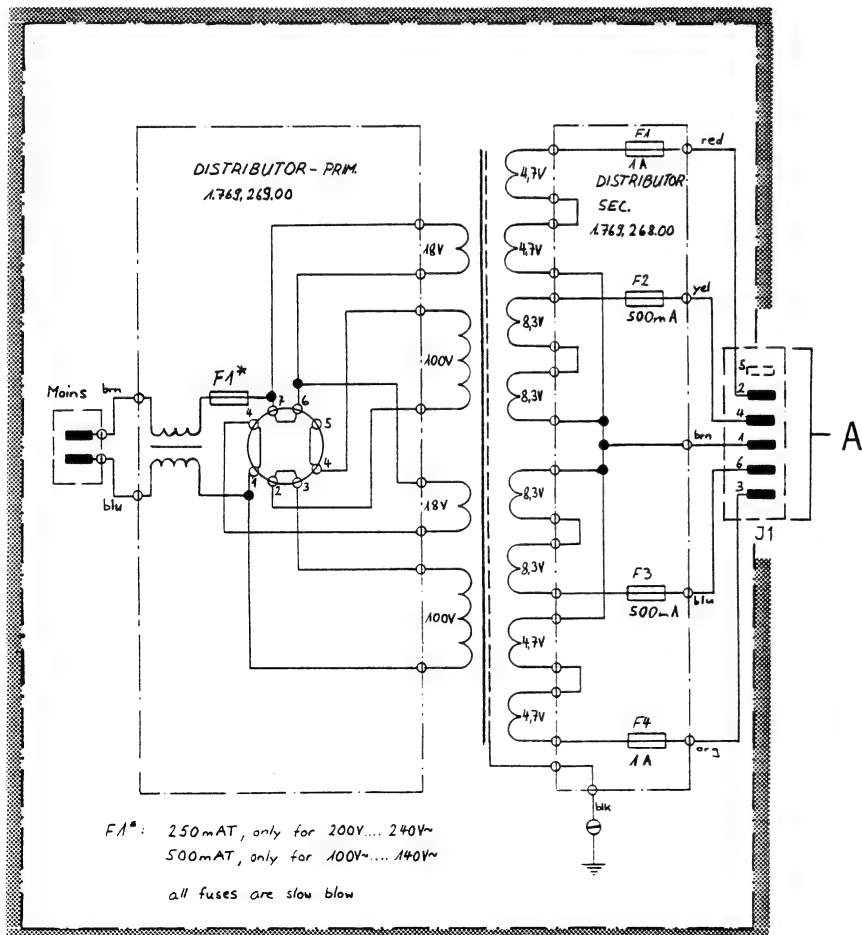 DISTRIBUTOR - PRIM.
1.769,269.00
F1
1A
red
DISTRIBUTOR
SEC.
1.769,268.00
4,7V
4,7V
18V
F2
500mA
yel
8,3V
100V
8,3V
Mains
brn
F1*
7
6
4
5
1
4
2
3
blu
brn
5
2
4
1
6
3
A
J1
18V
8,3V
8,3V
F3
500mA
blu
100V
4,7V
4,7V
F4
1A
org
blk
F1*: 250mAT, only for 200V.... 240V~
500mAT, only for 100V~.... 140V~
all fuses are slow blow